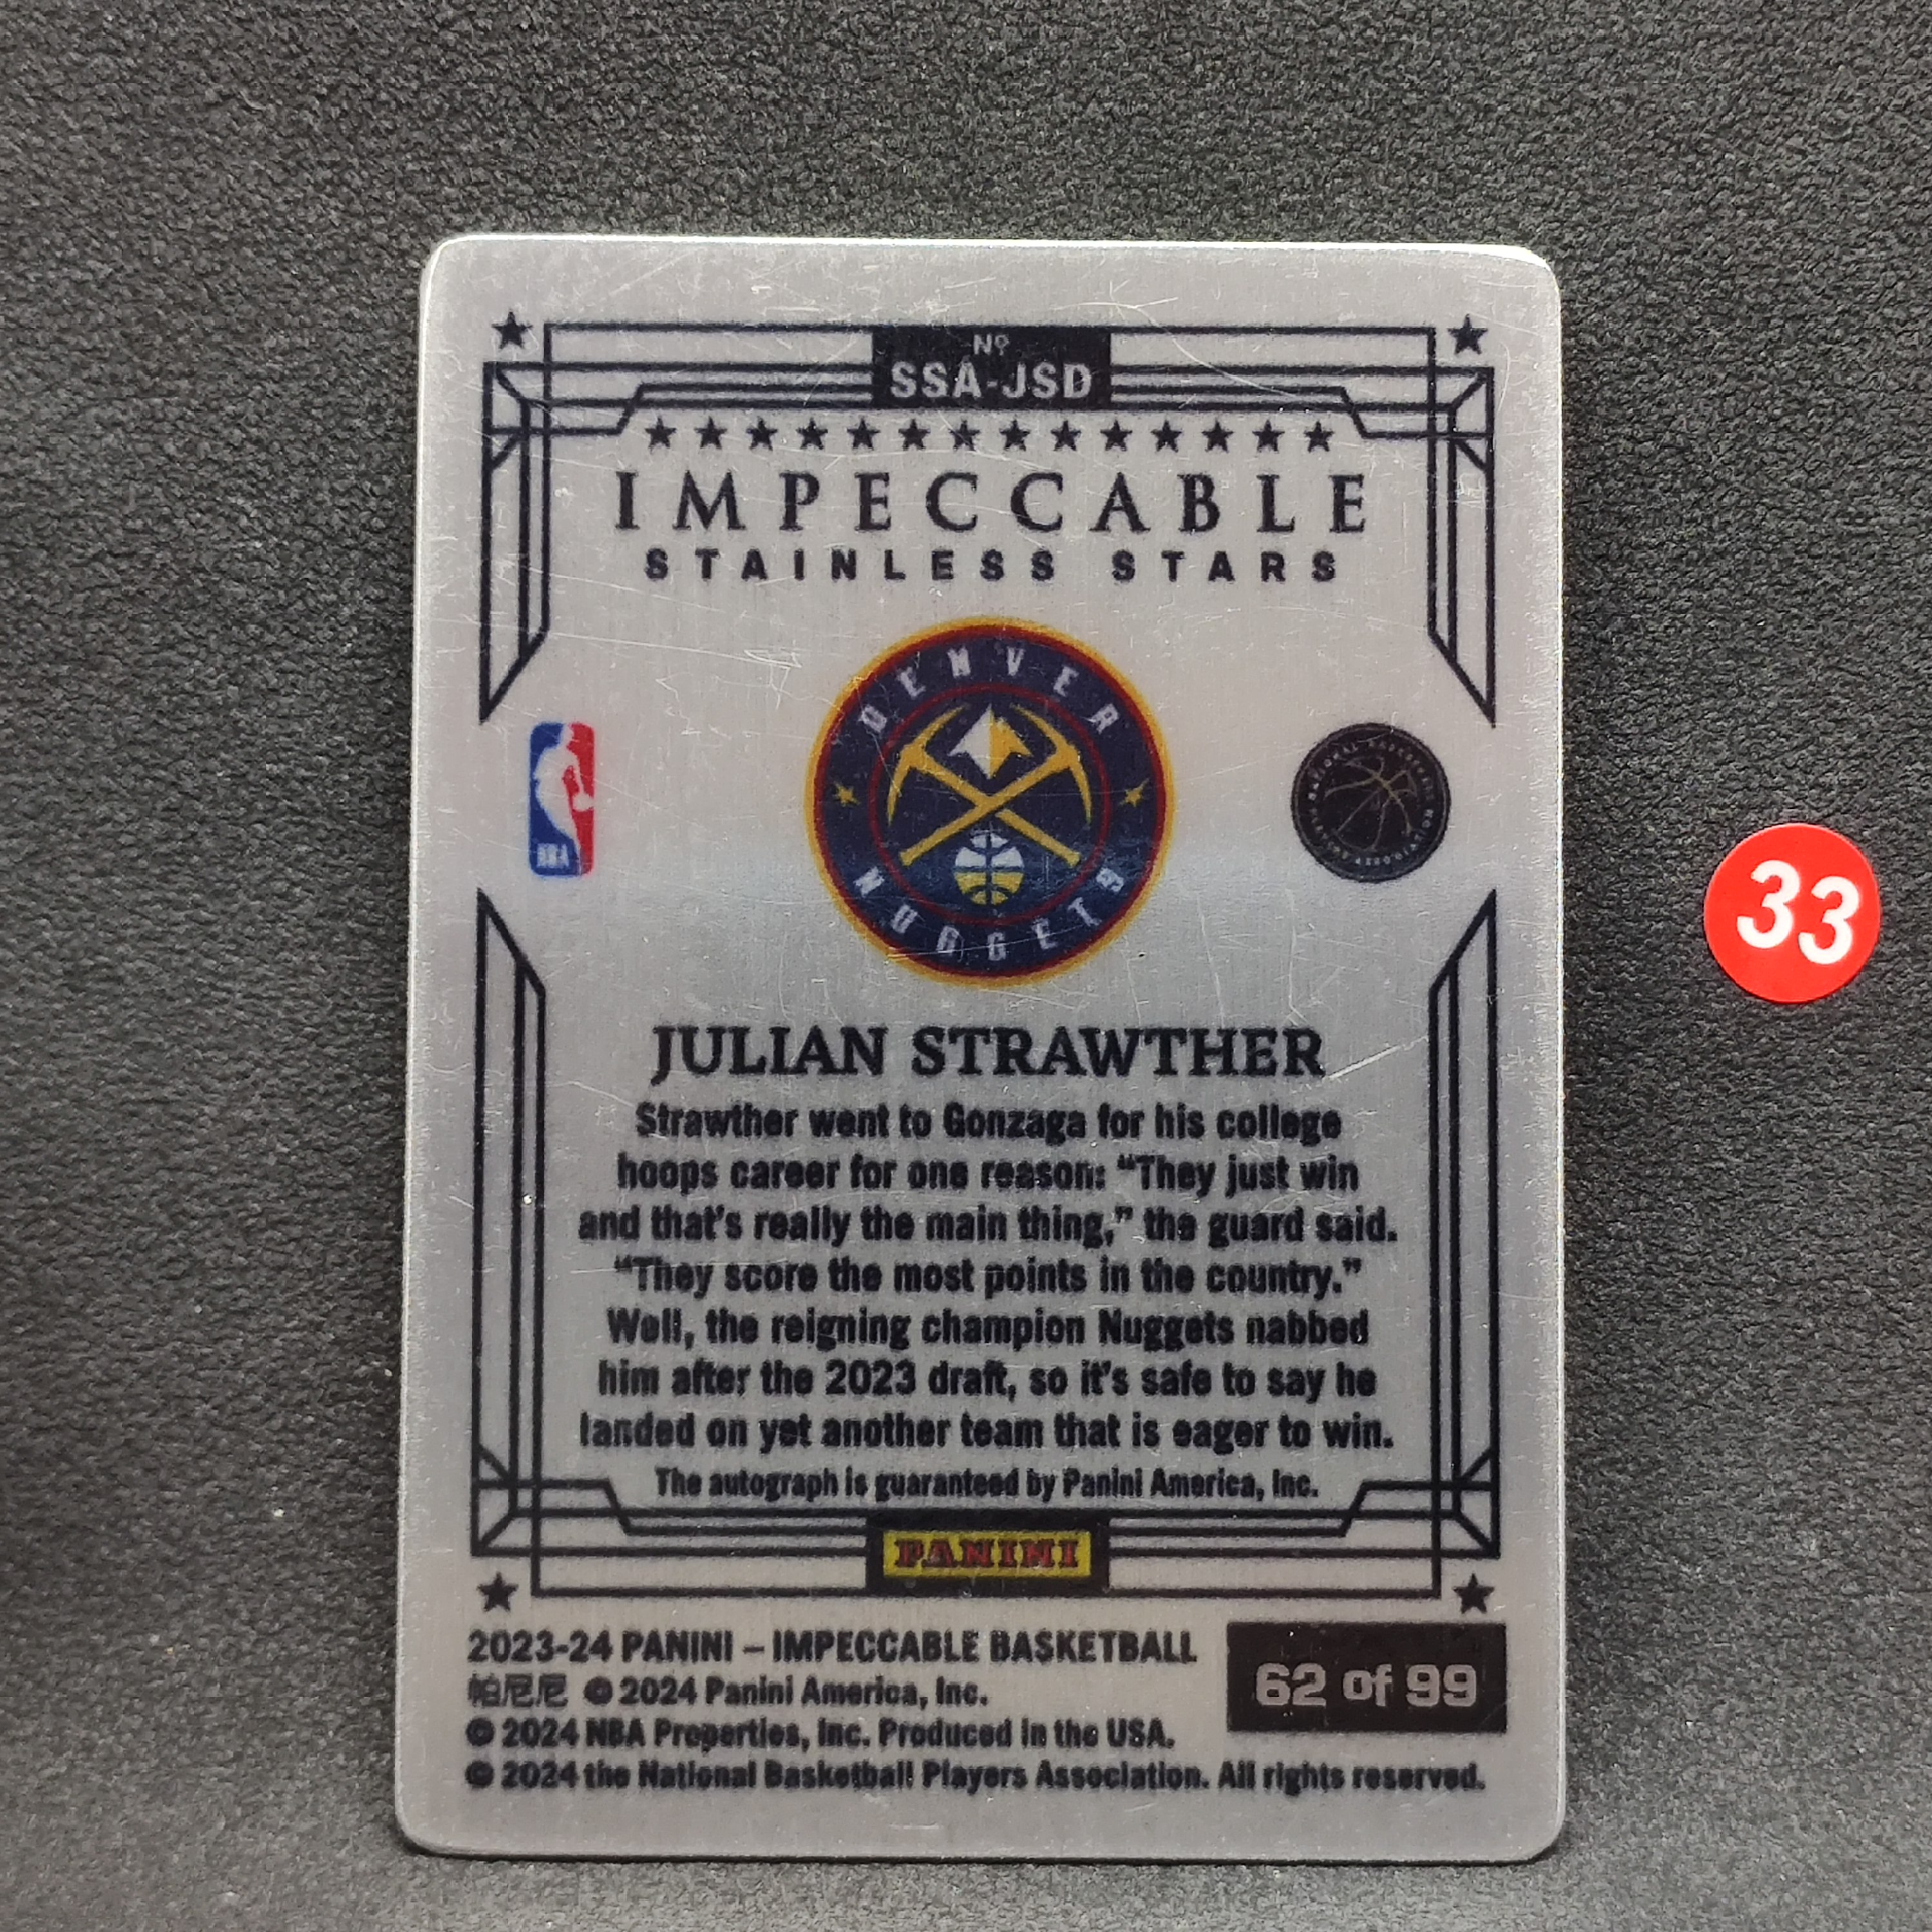 Nº
SSA-JSD
IMPECCABLE
STAINLESS STARS
DENVER
NUGGETS
NBA
NATIONAL BASKETBALL
PLAYERS ASSOCIATION
33
JULIAN STRAWTHER
Strawther went to Gonzaga for his college
hoops career for one reason: “They just win
and that's really the main thing,” the guard said.
“They score the most points in the country.”
Well, the reigning champion Nuggets nabbed
him after the 2023 draft, so it's safe to say he
landed on yet another team that is eager to win.
The autograph is guaranteed by Panini America, Inc.
PANINI
2023-24 PANINI – IMPECCABLE BASKETBALL
帕尼尼 © 2024 Panini America, Inc.
© 2024 NBA Properties, Inc. Produced in the USA.
© 2024 the National Basketball Players Association. All rights reserved.
62 of 99